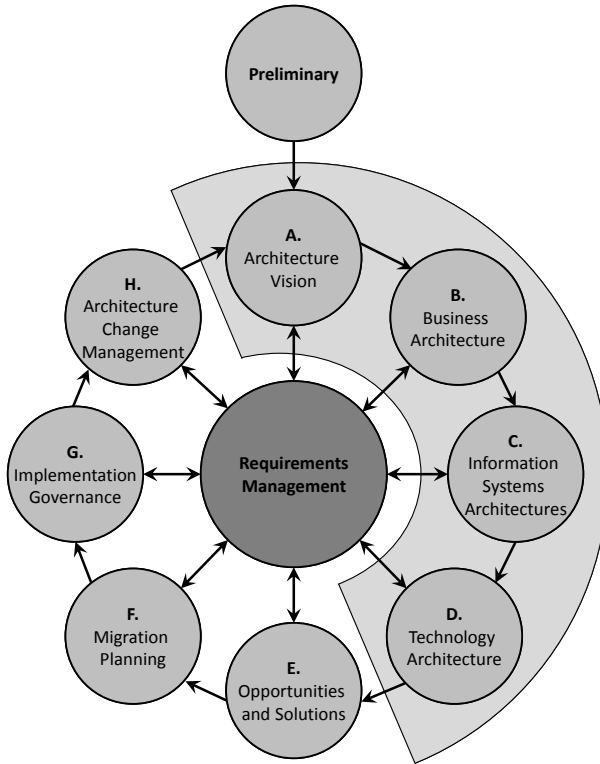 Preliminary
A.
Architecture
Vision
B.
Business
Architecture
C.
Information
Systems
Architectures
D.
Technology
Architecture
E.
Opportunities
and Solutions
F.
Migration
Planning
G.
Implementation
Governance
H.
Architecture
Change
Management
Requirements
Management